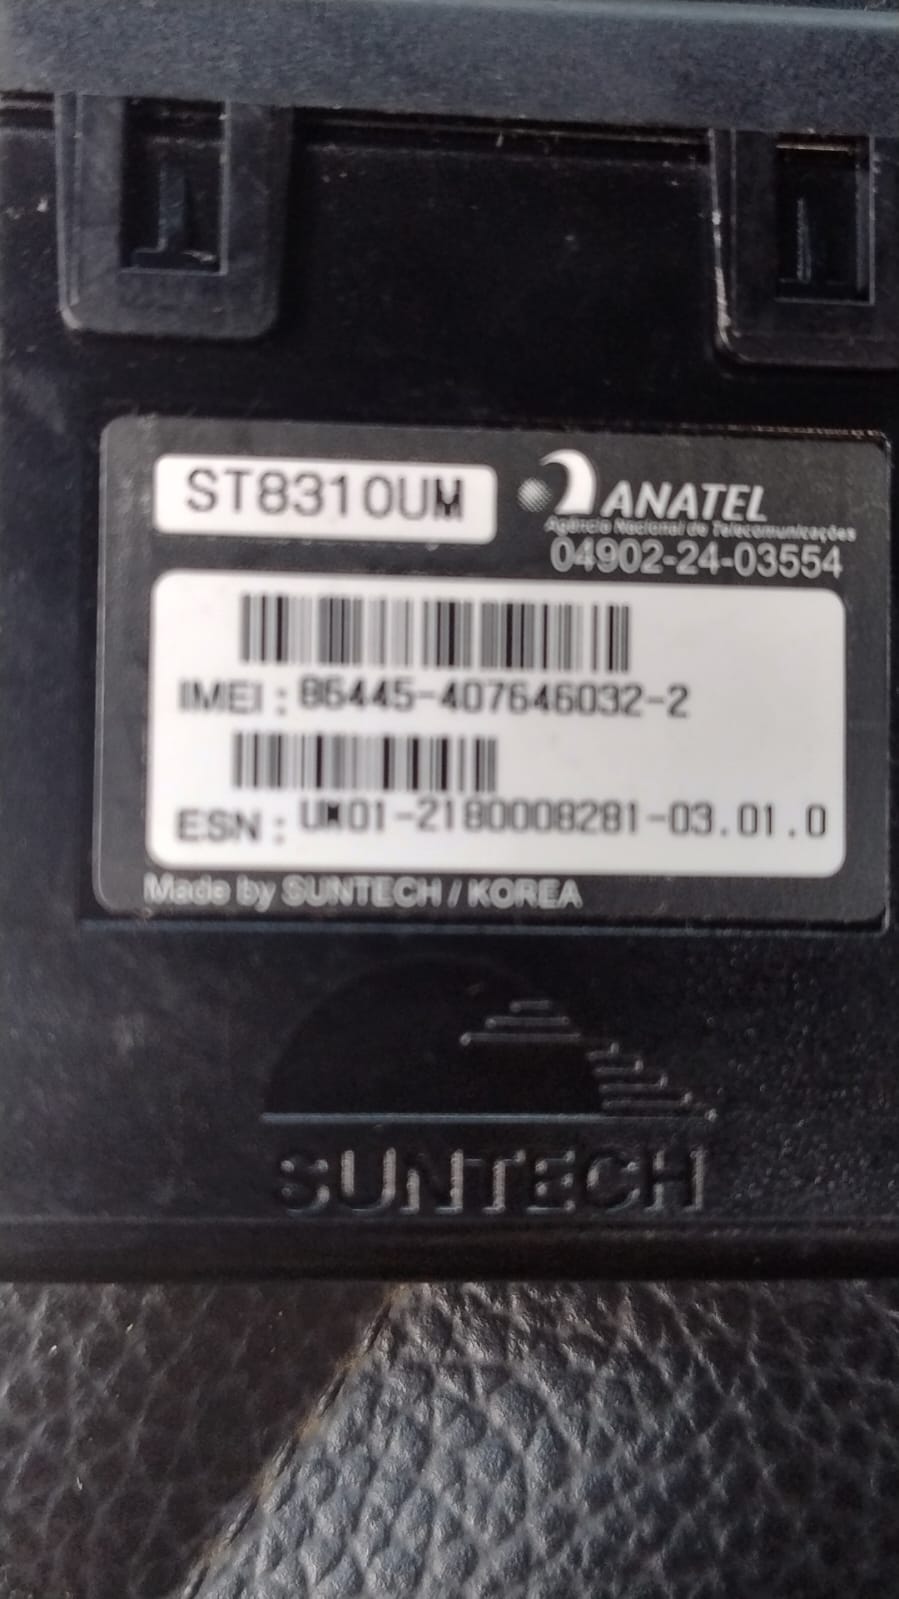 ST8310UM
ANATEL
Agência Nacional de Telecomunicações
04902-24-03554
IMEI : 86445-407646032-2
ESN : UM01-2180008281-03.01.0
Made by SUNTECH / KOREA
SUNTECH